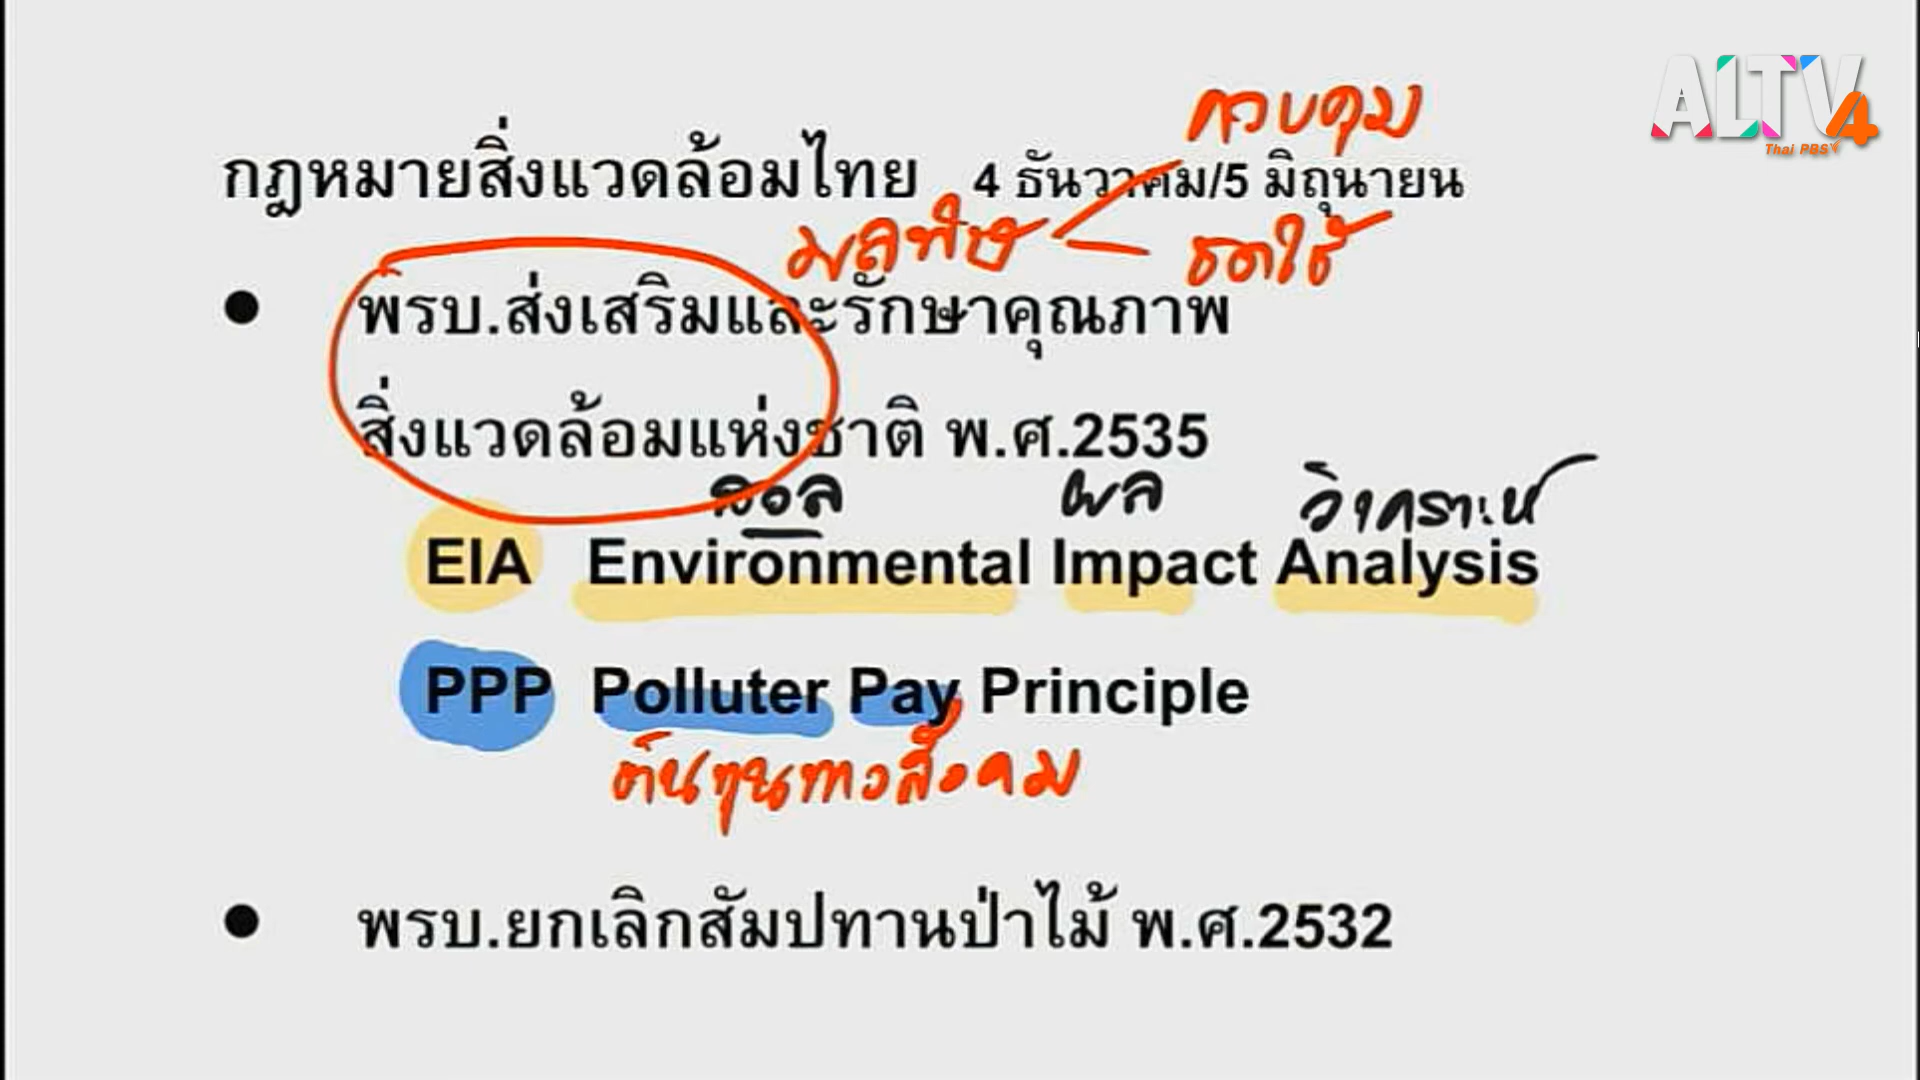 ALTV4
Thai PBS
ควบคุม
กฎหมายสิ่งแวดล้อมไทย 4 ธันวาคม/5 มิถุนายน
มลพิษ ชดใช้
● พรบ.ส่งเสริมและรักษาคุณภาพ
สิ่งแวดล้อมแห่งชาติ พ.ศ.2535
ผล วิเคราะห์
EIA Environmental Impact Analysis
PPP Polluter Pay Principle
ต้นทุนทางสังคม
● พรบ.ยกเลิกสัมปทานป่าไม้ พ.ศ.2532